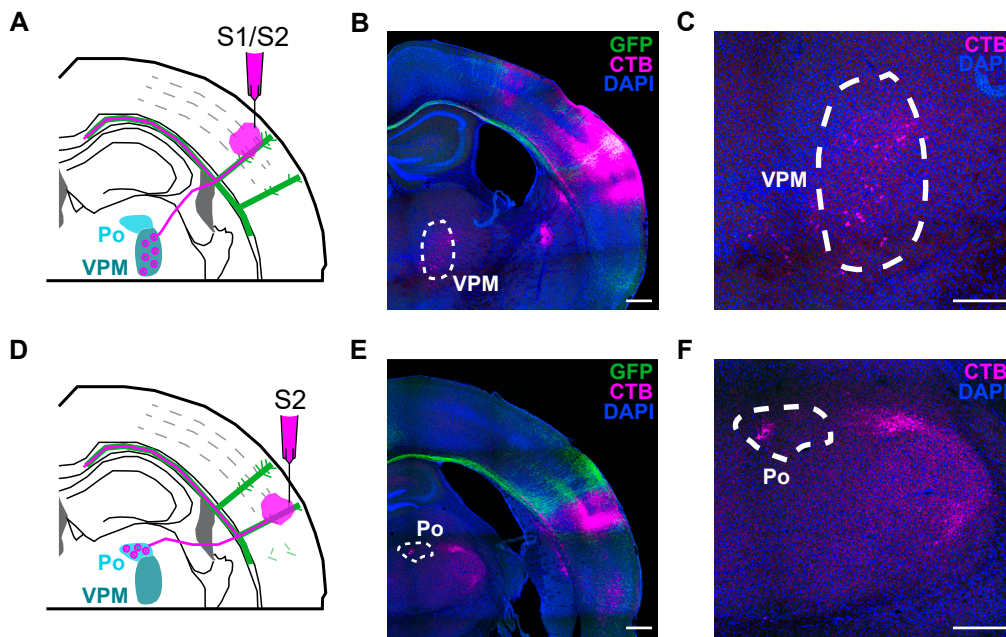 A
S1/S2
Po
VPM
B
GFP
CTB
DAPI
VPM
C
CTB
DAPI
VPM
D
S2
Po
VPM
E
GFP
CTB
DAPI
Po
F
CTB
DAPI
Po